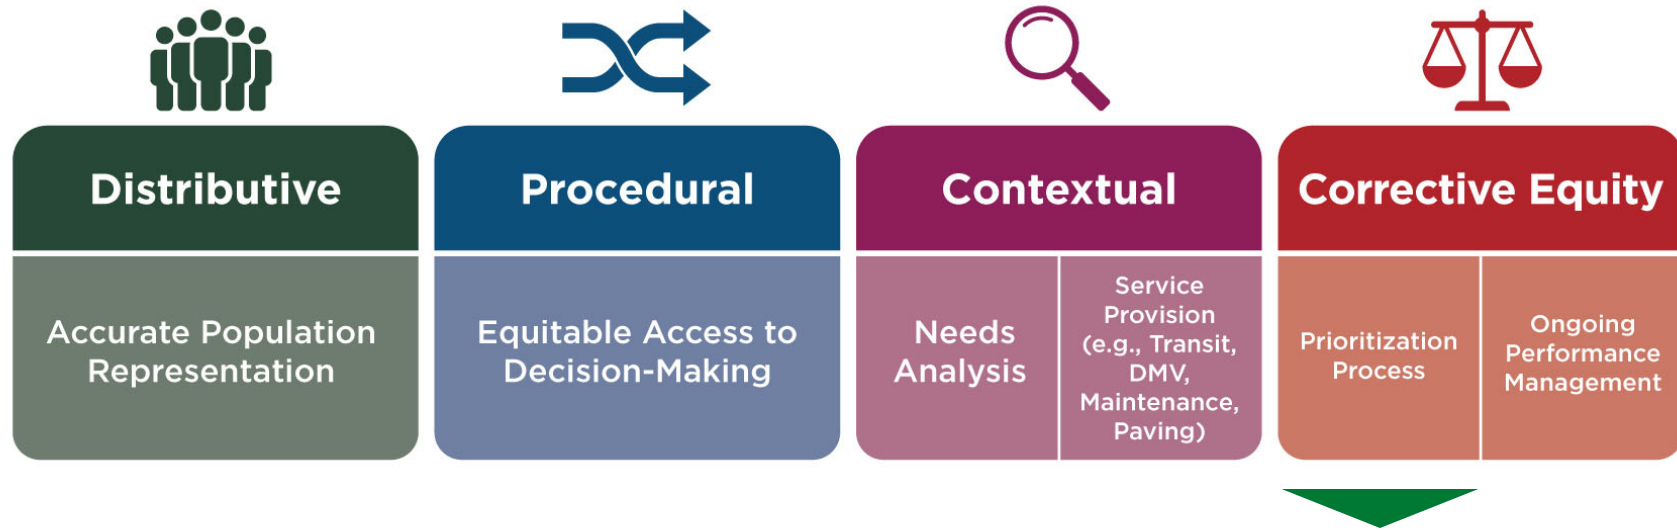 Distributive
Accurate Population
Representation
Procedural
Equitable Access to
Decision-Making
Contextual
Needs
Analysis
Service
Provision
(e.g., Transit,
DMV,
Maintenance,
Paving)
Corrective Equity
Prioritization
Process
Ongoing
Performance
Management